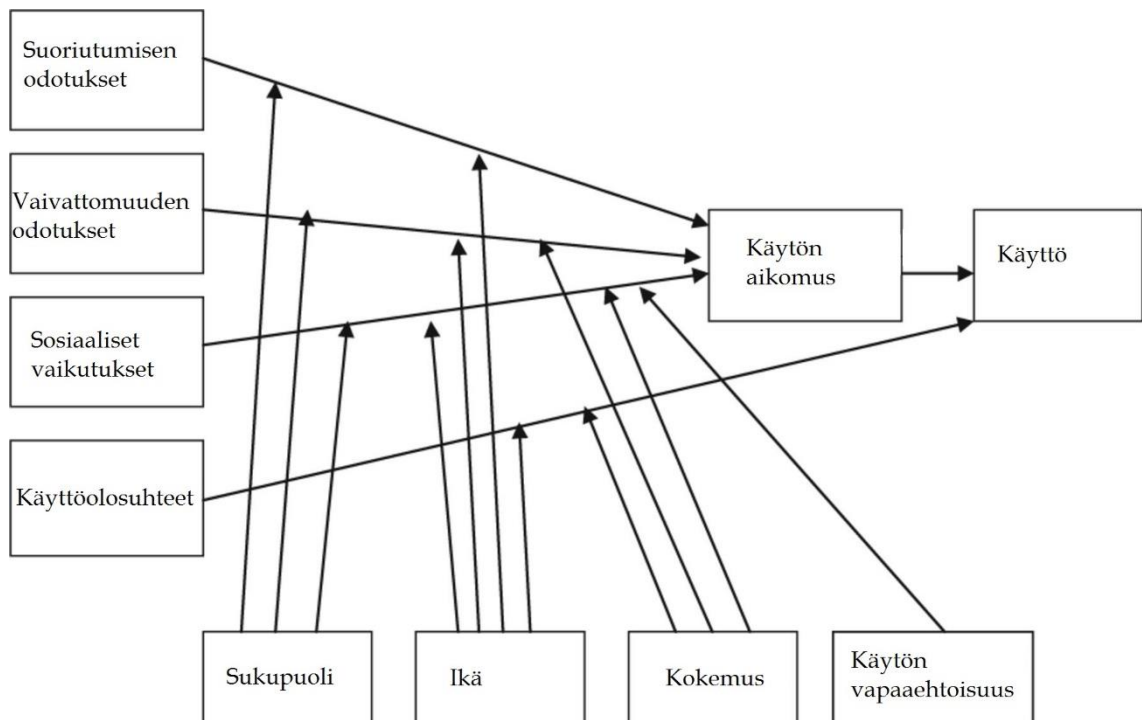 Suoriutumisen
odotukset
Vaivattomuuden
odotukset
Sosiaaliset
vaikutukset
Käyttöolosuhteet
Käytön
aikomus
Käyttö
Sukupuoli
Ikä
Kokemus
Käytön
vapaaehtoisuus